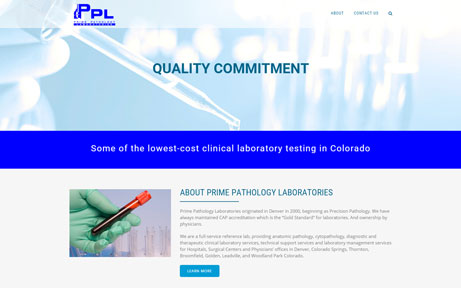 PPL
PRIME PATHOLOGY
LABORATORIES
ABOUT
CONTACT US
QUALITY COMMITMENT
Some of the lowest-cost clinical laboratory testing in Colorado
ABOUT PRIME PATHOLOGY LABORATORIES
Prime Pathology Laboratories originated in Denver in 2000, beginning as Precision Pathology. We have
always maintained CAP accreditation which is the "Gold Standard" for laboratories. And ownership by
physicians.
We are a full-service reference lab, providing anatomic pathology, cytopathology, diagnostic and
therapeutic clinical laboratory services, technical support services and laboratory management services
for Hospitals, Surgical Centers and Physicians' offices in Denver, Colorado Springs, Thornton,
Broomfield, Golden, Leadville, and Woodland Park Colorado.
LEARN MORE